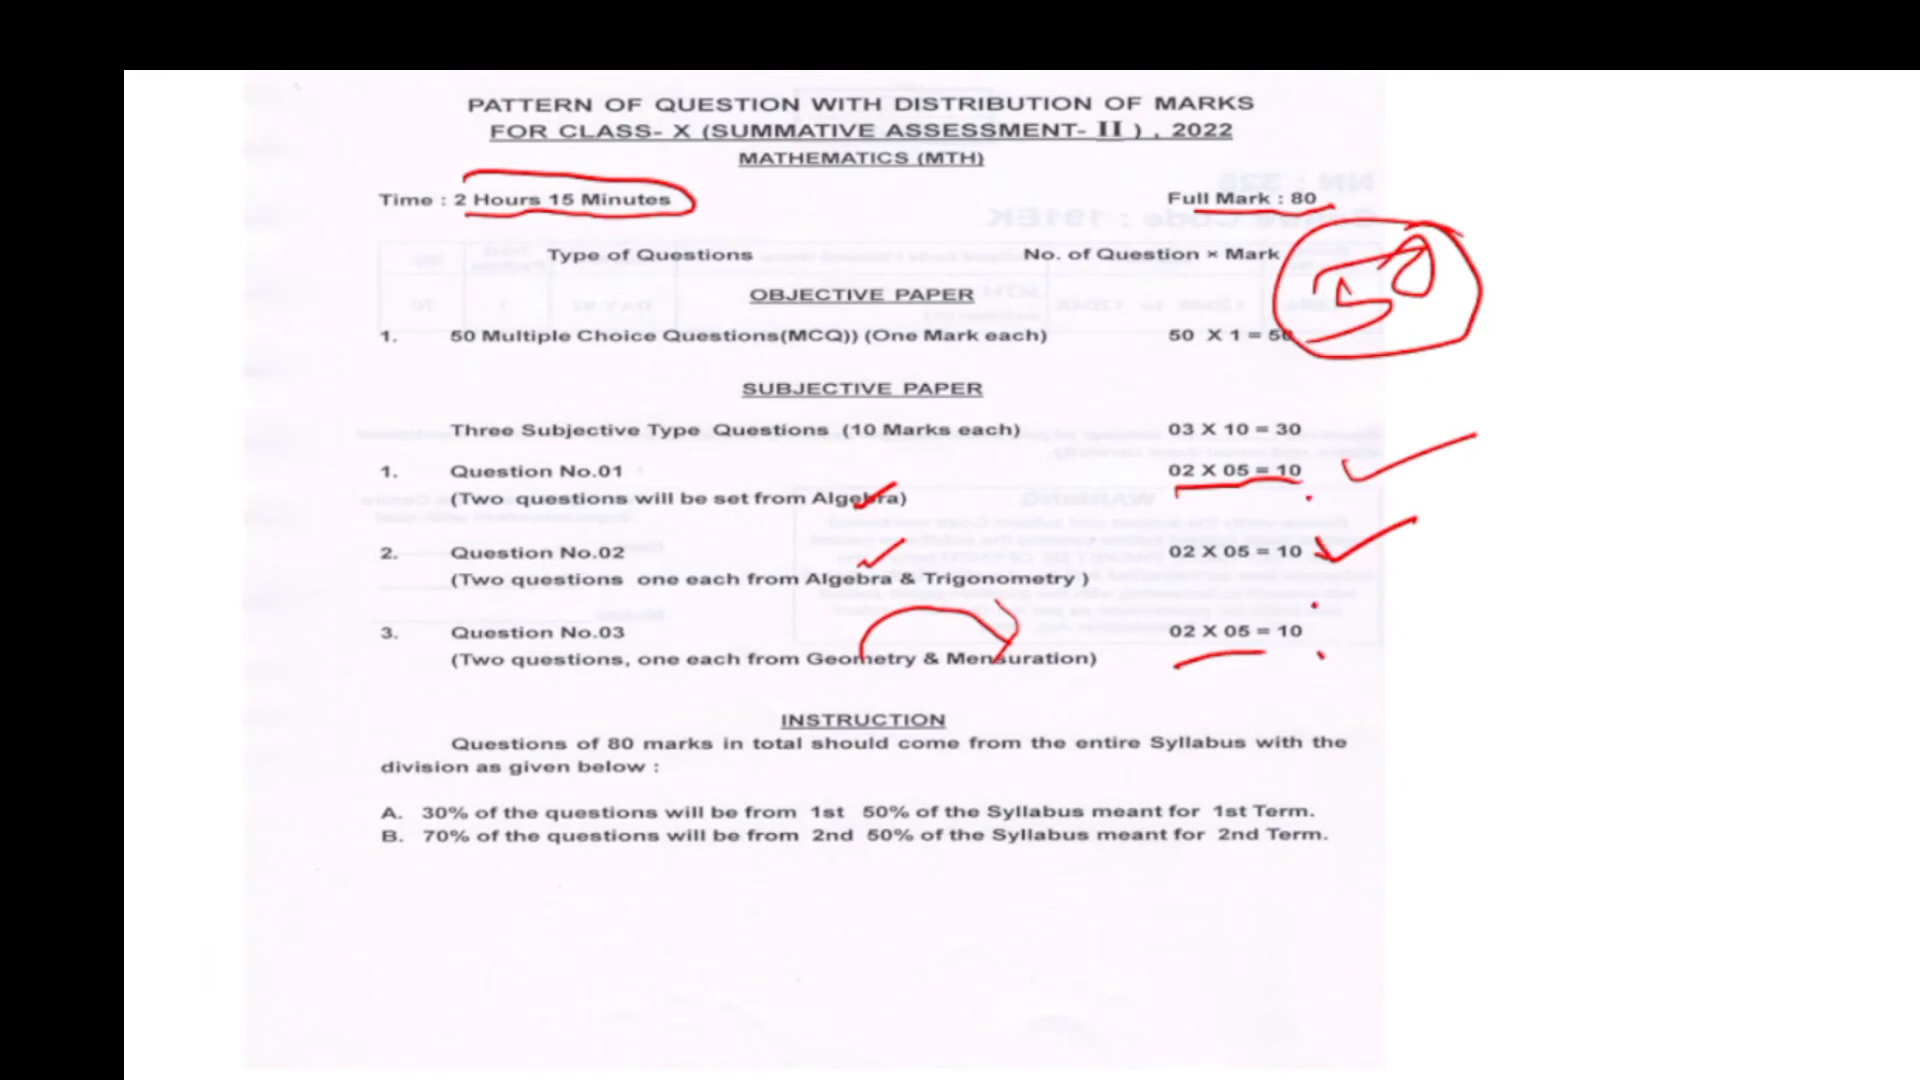 PATTERN OF QUESTION WITH DISTRIBUTION OF MARKS
FOR CLASS- X (SUMMATIVE ASSESSMENT- II ) , 2022
MATHEMATICS (MTH)
Time : 2 Hours 15 Minutes Full Mark : 80
Type of Questions No. of Question × Mark
50
OBJECTIVE PAPER
1. 50 Multiple Choice Questions(MCQ)) (One Mark each) 50 X 1 = 50
SUBJECTIVE PAPER
Three Subjective Type Questions (10 Marks each) 03 X 10 = 30
1. Question No.01 02 X 05 = 10
(Two questions will be set from Algebra)
2. Question No.02 02 X 05 = 10
(Two questions one each from Algebra & Trigonometry )
3. Question No.03 02 X 05 = 10
(Two questions, one each from Geometry & Mensuration)
INSTRUCTION
Questions of 80 marks in total should come from the entire Syllabus with the
division as given below :
A. 30% of the questions will be from 1st 50% of the Syllabus meant for 1st Term.
B. 70% of the questions will be from 2nd 50% of the Syllabus meant for 2nd Term.